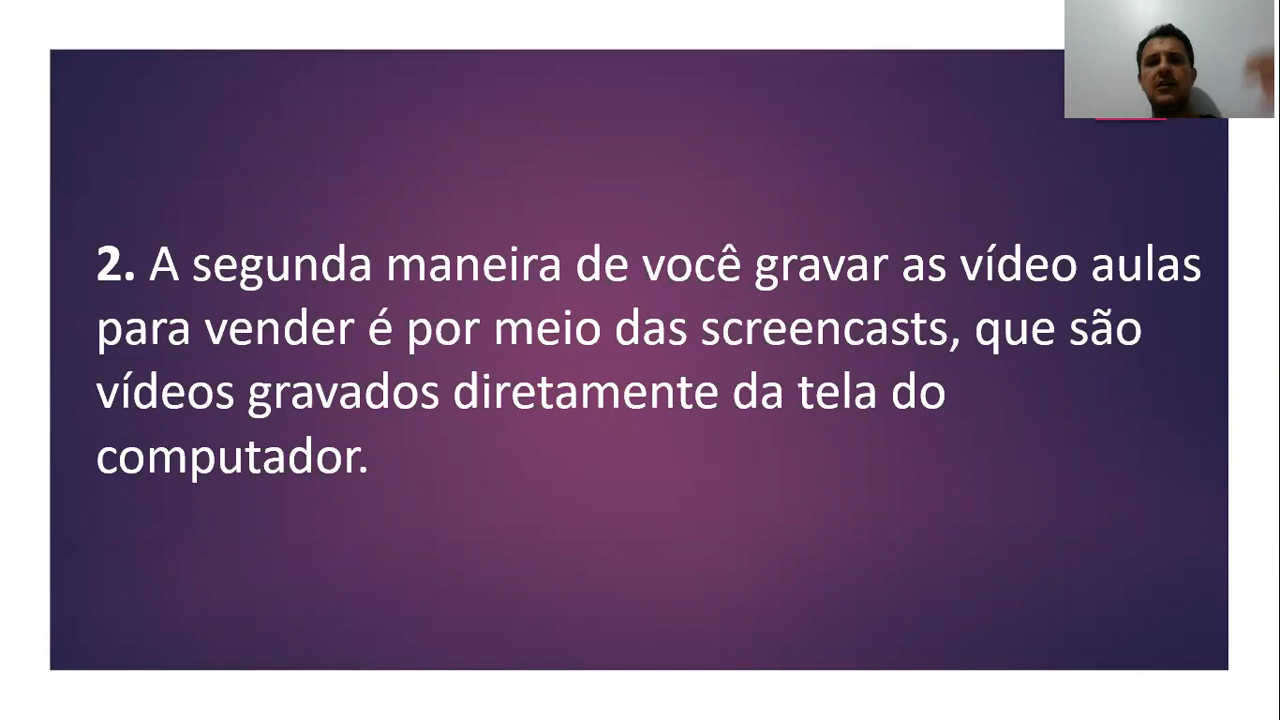 2. A segunda maneira de você gravar as vídeo aulas
para vender é por meio das screencasts, que são
vídeos gravados diretamente da tela do
computador.